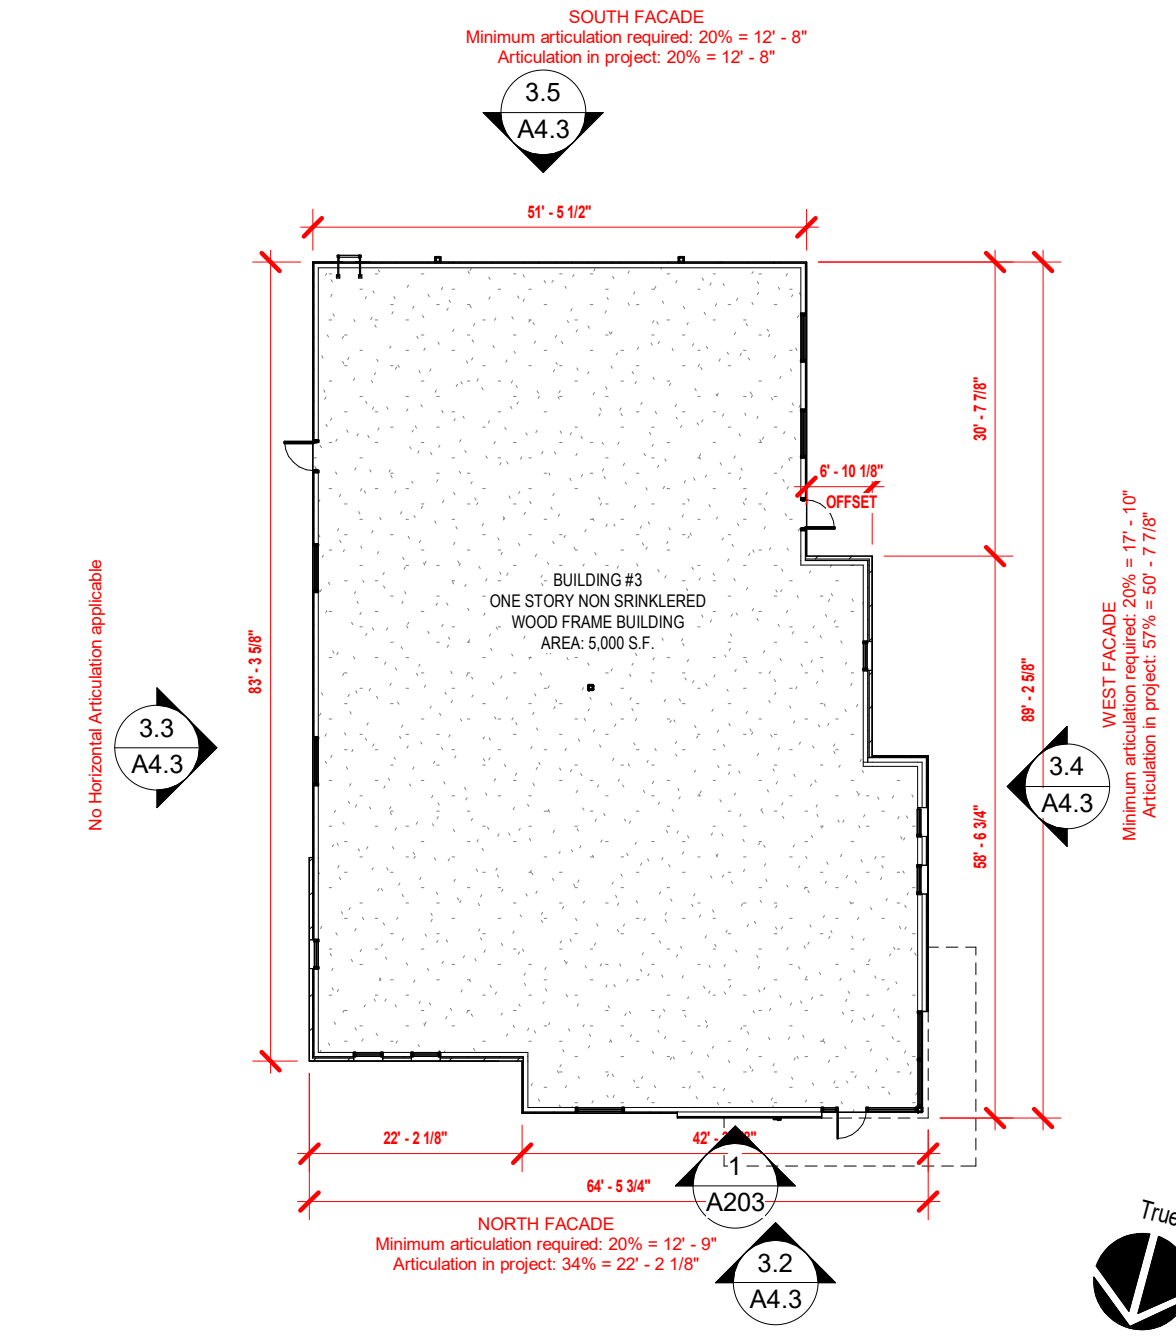 SOUTH FACADE
Minimum articulation required: 20% = 12' - 8"
Articulation in project: 20% = 12' - 8"
3.5
A4.3
51' - 5 1/2"
30' - 7 7/8"
6' - 10 1/8"
OFFSET
BUILDING #3
ONE STORY NON SRINKLERED
WOOD FRAME BUILDING
AREA: 5,000 S.F.
No Horizontal Articulation applicable
83' - 3 5/8"
89' - 2 5/8"
WEST FACADE
Minimum articulation required: 20% = 17' - 10"
Articulation in project: 57% = 50' - 7 7/8"
3.3
A4.3
3.4
A4.3
58' - 6 3/4"
22' - 2 1/8"
42' -
1
A203
64' - 5 3/4"
NORTH FACADE
Minimum articulation required: 20% = 12' - 9"
Articulation in project: 34% = 22' - 2 1/8"
3.2
A4.3
True